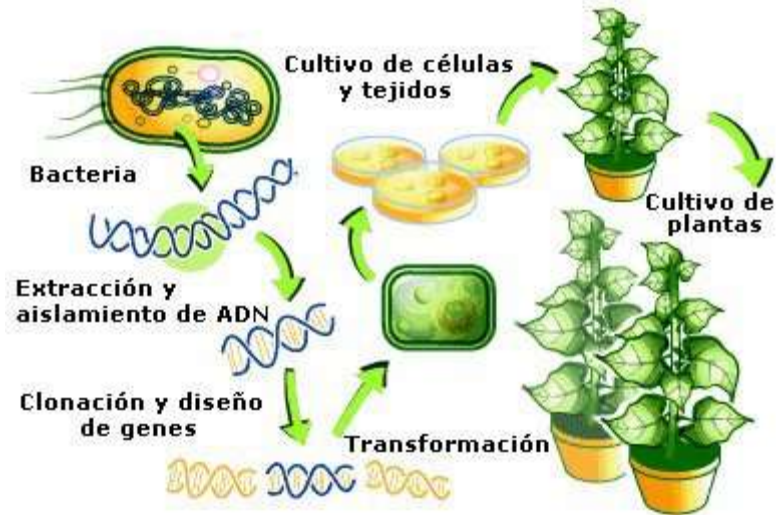 Bacteria
Extracción y
aislamiento de ADN
Clonación y diseño
de genes
Transformación
Cultivo de células
y tejidos
Cultivo de
plantas